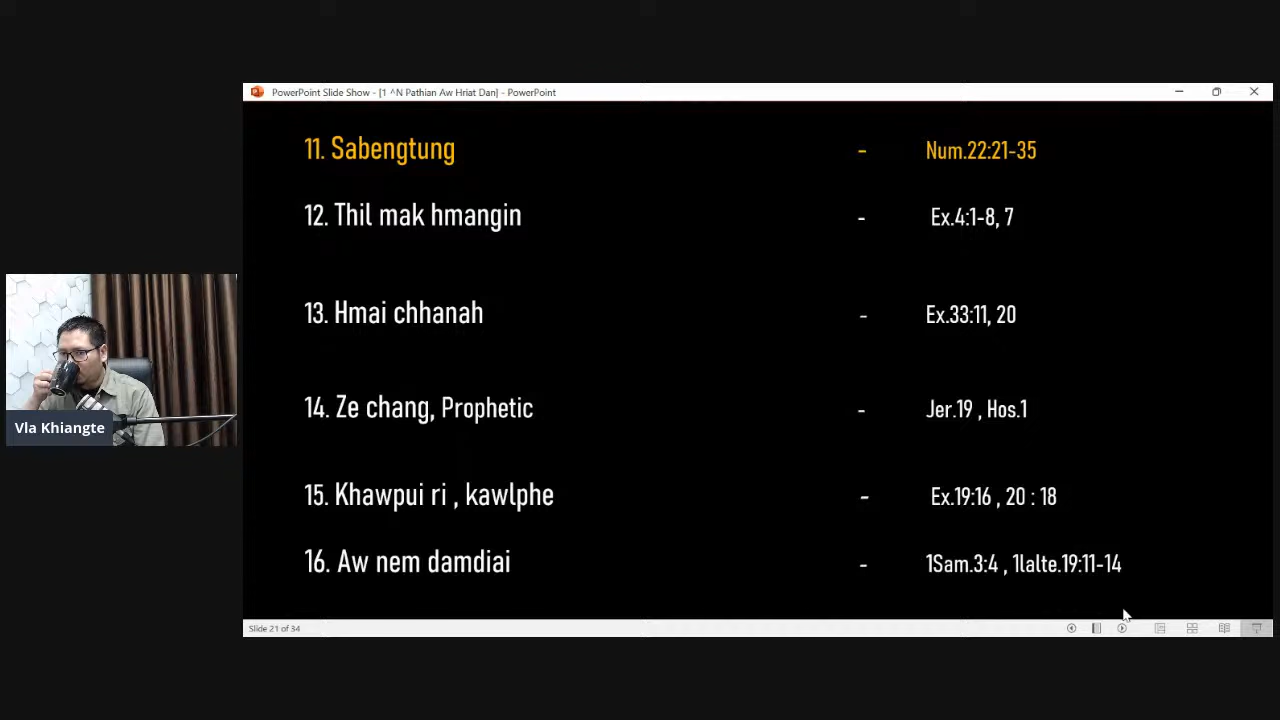 PowerPoint Slide Show - [1 ^N Pathian Aw Hriat Dan] - PowerPoint
11. Sabengtung - Num.22:21-35
12. Thil mak hmangin - Ex.4:1-8, 7
13. Hmai chhanah - Ex.33:11, 20
14. Ze chang, Prophetic - Jer.19 , Hos.1
15. Khawpui ri , kawlphe - Ex.19:16 , 20 : 18
16. Aw nem damdiai - 1Sam.3:4 , 1lalte.19:11-14
Vla Khiangte
Slide 21 of 34